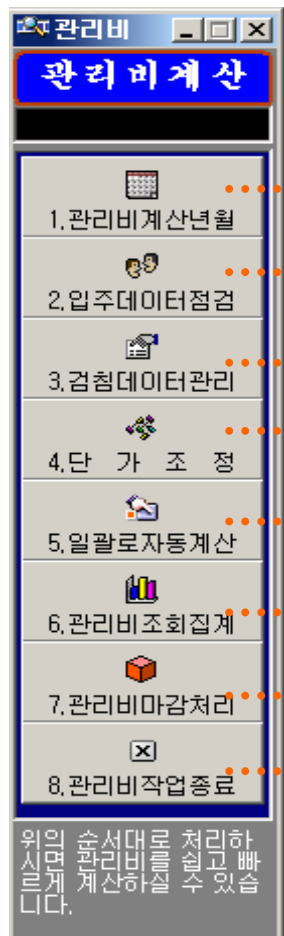 관리비
관리비계산
1.관리비계산년월
2.입주데이터점검
3.검침데이터관리
4.단 가 조 정
5.일괄로자동계산
6.관리비조회집계
7.관리비마감처리
8.관리비작업종료
위의 순서대로 처리하
시면 관리비를 쉽고 빠
르게 계산하실 수 있습
니다.